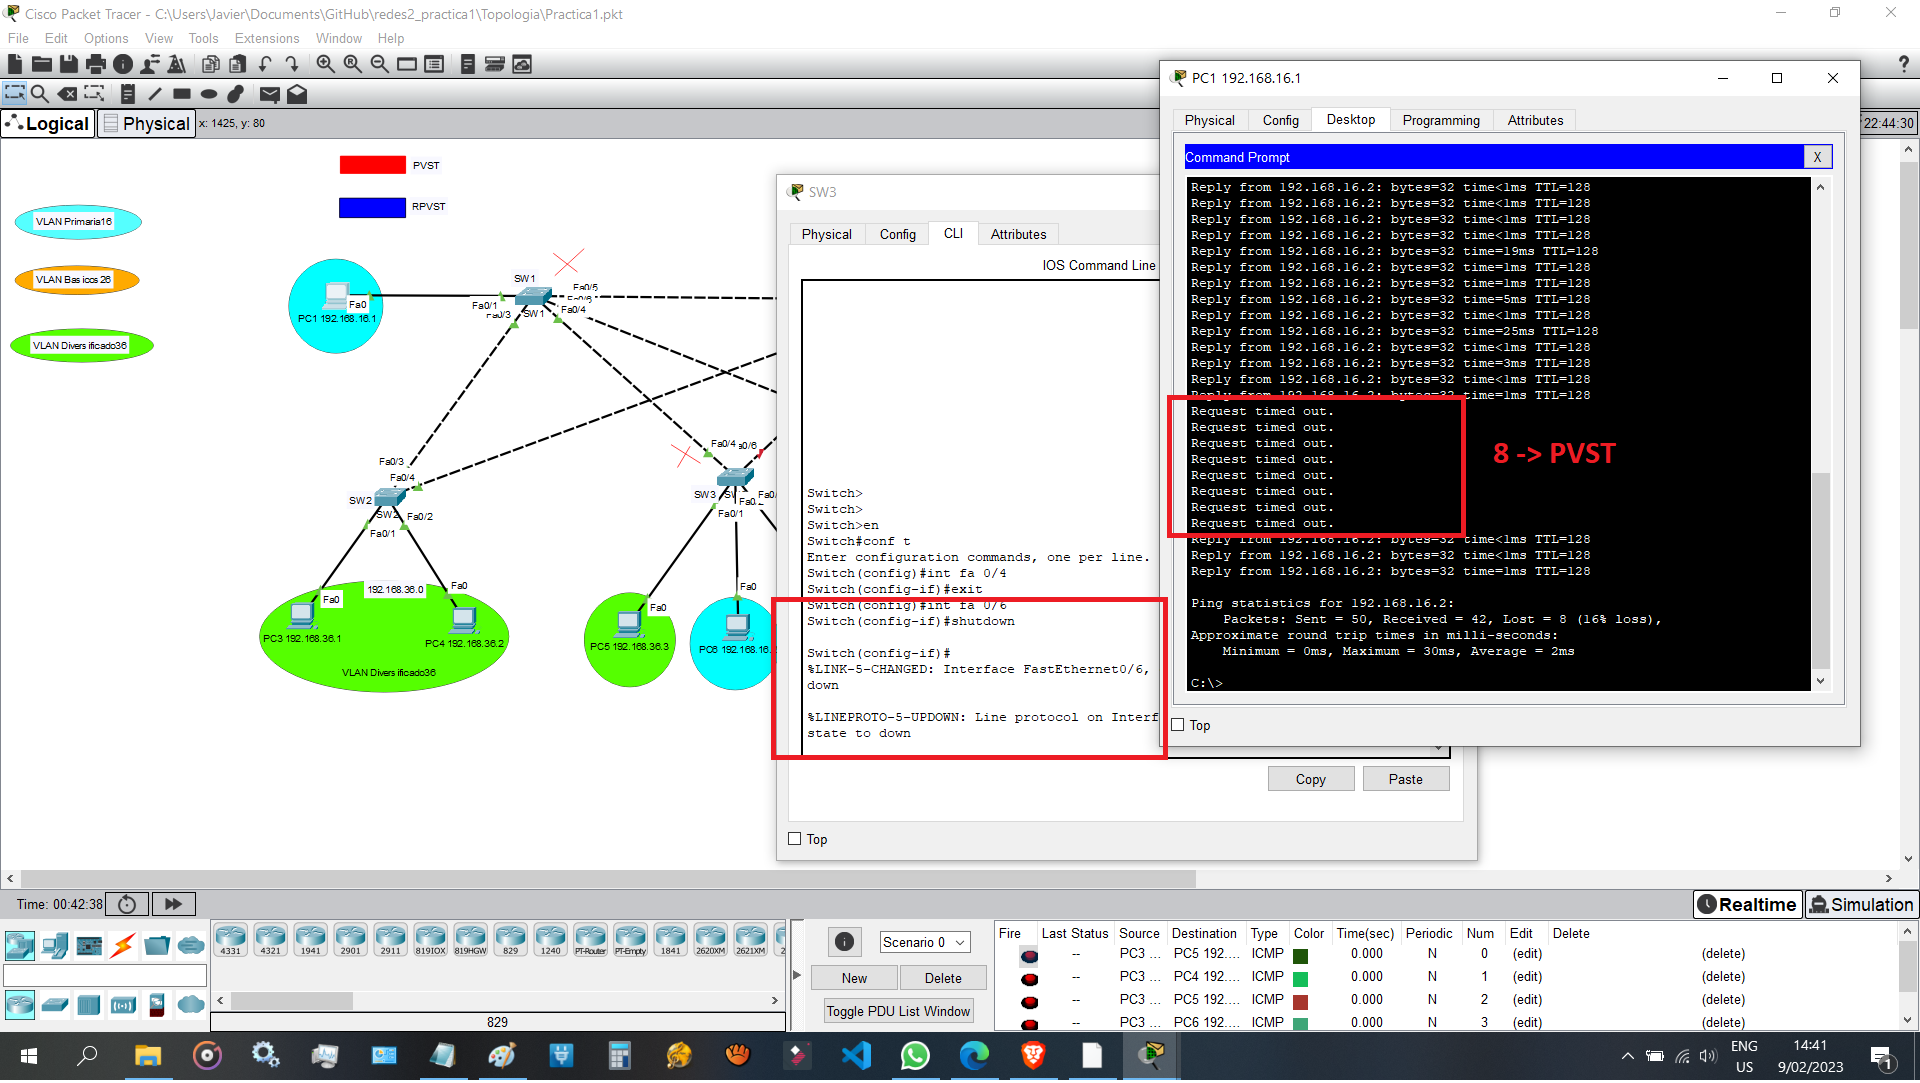 Cisco Packet Tracer - C:\Users\Javier\Documents\GitHub\redes2_practica1\Topologia\Practica1.pkt
File Edit Options View Tools Extensions Window Help
Logical Physical x: 1425, y: 80
22:44:30
PVST
RPVST
VLAN Primaria16
VLAN Basicos 26
VLAN Diversificado36
PC1 192.168.16.1
Fa0
SW1
Fa0/1
Fa0/3
SW1
Fa0/5
Fa0/6
Fa0/4
Fa0/3
Fa0/4
SW2
SW2
Fa0/2
Fa0/1
Fa0
192.168.36.0
Fa0
PC3 192.168.36.1
PC4 192.168.36.2
VLAN Diversificado36
Fa0/4
SW3
Fa0/1
Fa0
Fa0
PC5 192.168.36.3
PC6 192.168.16.
SW3
Physical Config CLI Attributes
IOS Command Line
Switch>
Switch>
Switch>en
Switch#conf t
Enter configuration commands, one per line.
Switch(config)#int fa 0/4
Switch(config-if)#exit
Switch(config)#int fa 0/6
Switch(config-if)#shutdown
Switch(config-if)#
%LINK-5-CHANGED: Interface FastEthernet0/6,
down
%LINEPROTO-5-UPDOWN: Line protocol on Interf
state to down
Copy Paste
Top
PC1 192.168.16.1
Physical Config Desktop Programming Attributes
Command Prompt X
Reply from 192.168.16.2: bytes=32 time<1ms TTL=128
Reply from 192.168.16.2: bytes=32 time<1ms TTL=128
Reply from 192.168.16.2: bytes=32 time<1ms TTL=128
Reply from 192.168.16.2: bytes=32 time<1ms TTL=128
Reply from 192.168.16.2: bytes=32 time=19ms TTL=128
Reply from 192.168.16.2: bytes=32 time=1ms TTL=128
Reply from 192.168.16.2: bytes=32 time=1ms TTL=128
Reply from 192.168.16.2: bytes=32 time=5ms TTL=128
Reply from 192.168.16.2: bytes=32 time<1ms TTL=128
Reply from 192.168.16.2: bytes=32 time=25ms TTL=128
Reply from 192.168.16.2: bytes=32 time<1ms TTL=128
Reply from 192.168.16.2: bytes=32 time=3ms TTL=128
Reply from 192.168.16.2: bytes=32 time<1ms TTL=128
Reply from 192.168.16.2: bytes=32 time=1ms TTL=128
Request timed out.
Request timed out.
Request timed out.
Request timed out.
Request timed out.
Request timed out.
Request timed out.
Request timed out.
8 -> PVST
Reply from 192.168.16.2: bytes=32 time<1ms TTL=128
Reply from 192.168.16.2: bytes=32 time<1ms TTL=128
Reply from 192.168.16.2: bytes=32 time=1ms TTL=128
Ping statistics for 192.168.16.2:
Packets: Sent = 50, Received = 42, Lost = 8 (16% loss),
Approximate round trip times in milli-seconds:
Minimum = 0ms, Maximum = 30ms, Average = 2ms
C:\>
Top
Time: 00:42:38
Realtime Simulation
4331 4321 1941 2901 2911 819IOX 819HGW 829 1240 PT-Router PT-Empty 1841 2620XM 2621XM
829
Scenario 0
New Delete
Toggle PDU List Window
Fire Last Status Source Destination Type Color Time(sec) Periodic Num Edit Delete
-- PC3 ... PC5 192.... ICMP 0.000 N 0 (edit) (delete)
-- PC3 ... PC4 192.... ICMP 0.000 N 1 (edit) (delete)
-- PC3 ... PC5 192.... ICMP 0.000 N 2 (edit) (delete)
-- PC3 ... PC6 192.... ICMP 0.000 N 3 (edit) (delete)
ENG
US
14:41
9/02/2023
1